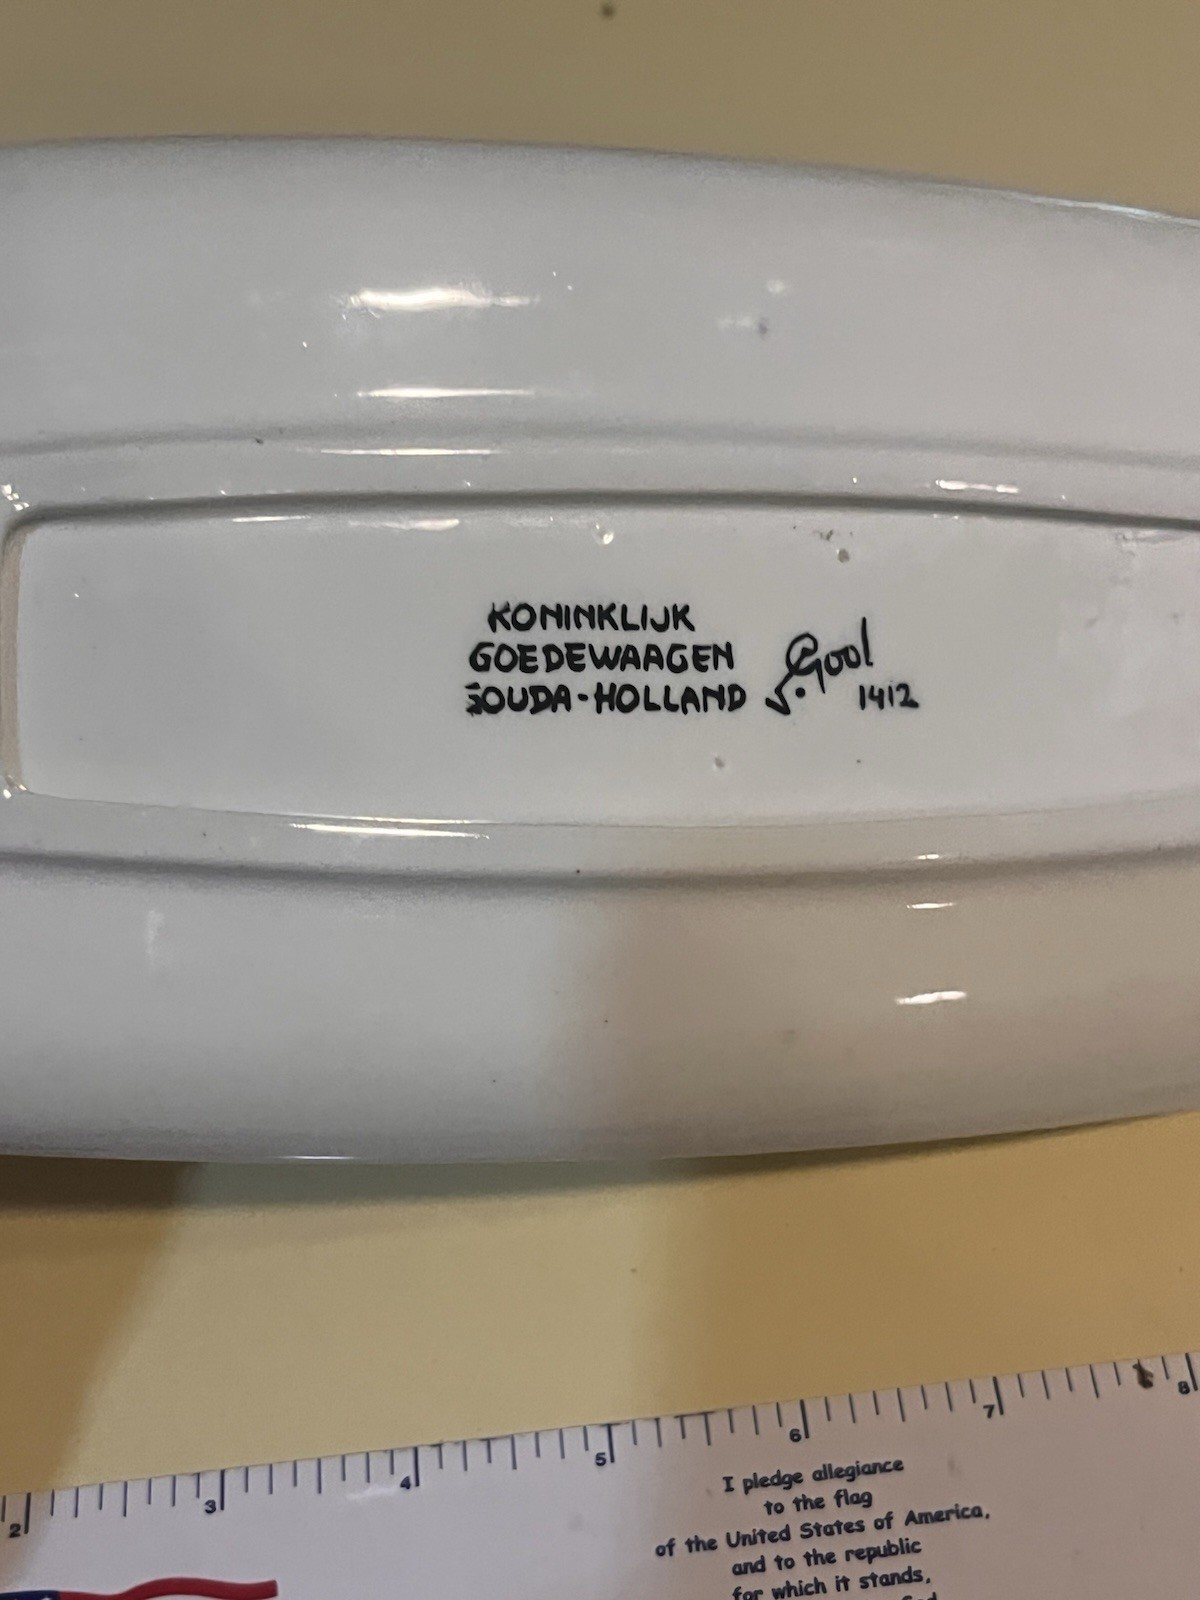 KONINKLIJK
GOEDEWAAGEN
GOUDA-HOLLAND
Gool
1412
2 3 4 5 6 7 8
I pledge allegiance
to the flag
of the United States of America,
and to the republic
for which it stands,